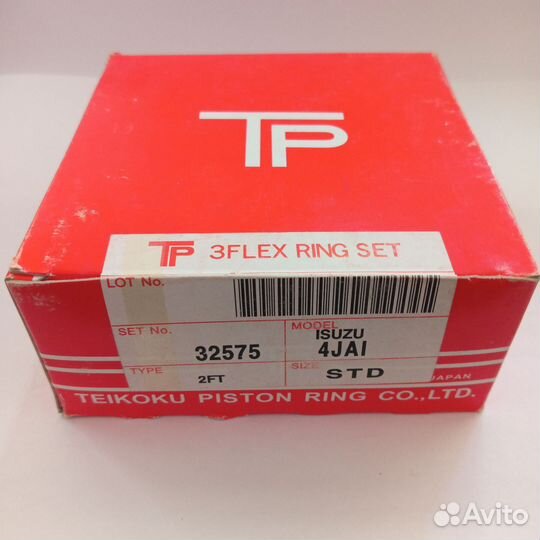 TP
TP 3FLEX RING SET
LOT No.
SET No. 32575
MODEL ISUZU
4JA1
TYPE 2FT
SIZE STD
JAPAN
TEIKOKU PISTON RING CO.,LTD.
Avito